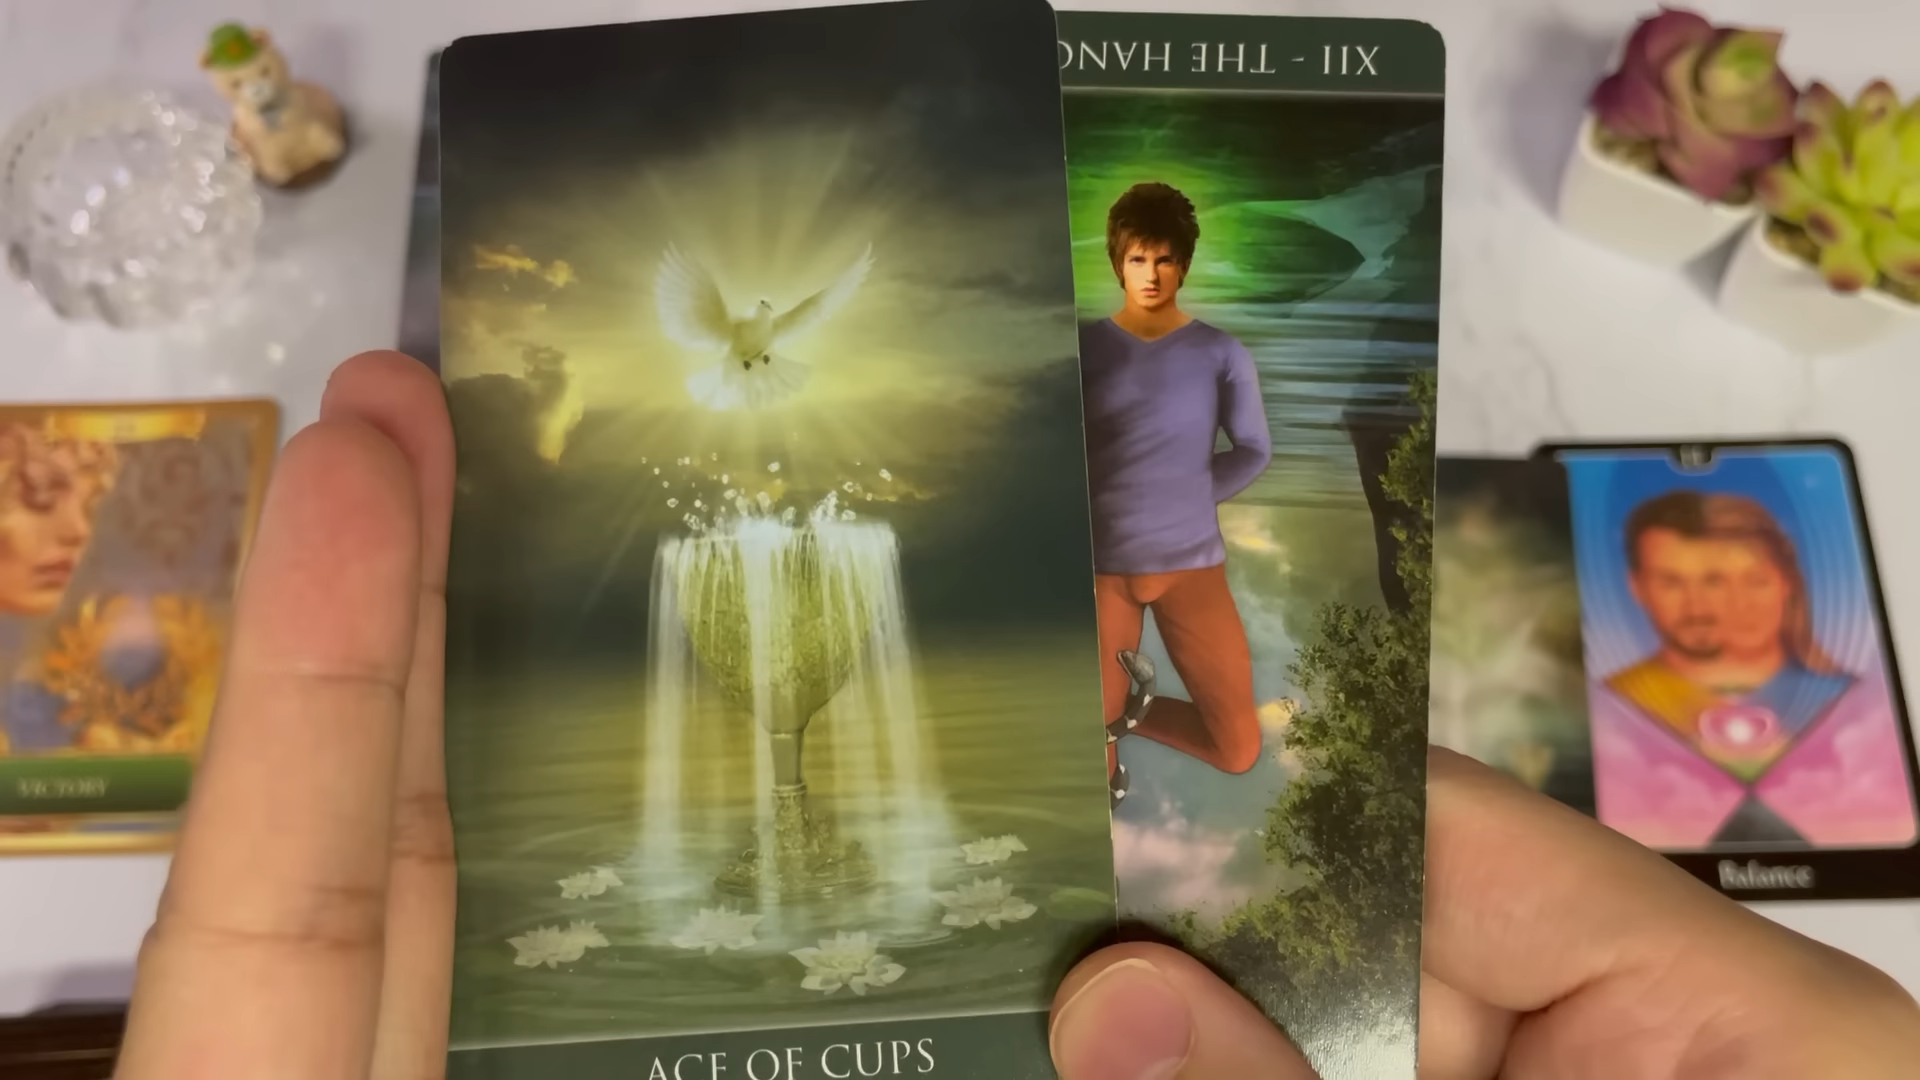 XII - THE HANG
ACE OF CUPS
VICTORY
Balance